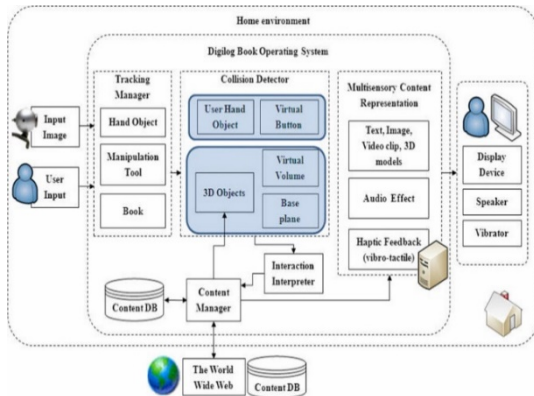 Home environment
Digilog Book Operating System
Tracking
Manager
Hand Object
Manipulation
Tool
Book
Collision Detector
User Hand
Object
Virtual
Button
3D Objects
Virtual
Volume
Base
plane
Multisensory Content
Representation
Text, Image,
Video clip, 3D
models
Audio Effect
Haptic Feedback
(vibro-tactile)
Input
Image
User
Input
Display
Device
Speaker
Vibrator
Interaction
Interpreter
Content
Manager
Content DB
The World
Wide Web
Content DB